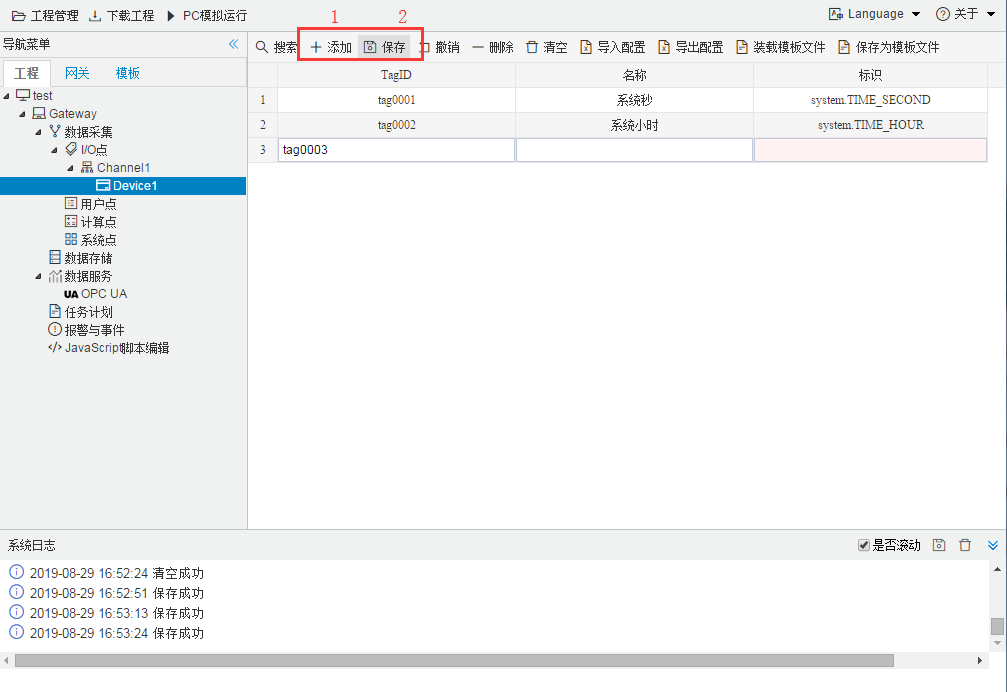 工程管理 下载工程 PC模拟运行 1 2 Language 关于
导航菜单
搜索 添加 保存 撤销 删除 清空 导入配置 导出配置 装载模板文件 保存为模板文件
工程 网关 模板
TagID 名称 标识
1 tag0001 系统秒 system.TIME_SECOND
2 tag0002 系统小时 system.TIME_HOUR
3 tag0003
test
Gateway
数据采集
I/O点
Channel1
Device1
用户点
计算点
系统点
数据存储
数据服务
UA OPC UA
任务计划
报警与事件
JavaScript脚本编辑
系统日志 是否滚动
2019-08-29 16:52:24 清空成功
2019-08-29 16:52:51 保存成功
2019-08-29 16:53:13 保存成功
2019-08-29 16:53:24 保存成功